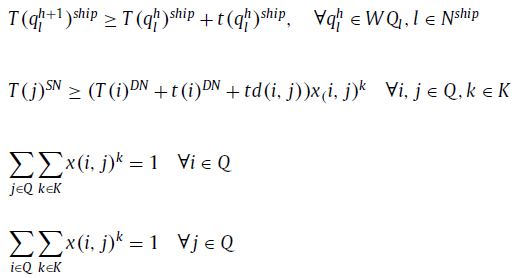 T(q_l^{h+1})^{ship} ≥ T(q_l^h)^{ship} + t(q_l^h)^{ship}, ∀q_l^h ∈ WQ_l, l ∈ N^{ship}
T(j)^{SN} ≥ (T(i)^{DN} + t(i)^{DN} + td(i, j))x_(i, j)^k ∀i, j ∈ Q, k ∈ K
∑_{j∈Q} ∑_{k∈K} x(i, j)^k = 1 ∀i ∈ Q
∑_{i∈Q} ∑_{k∈K} x(i, j)^k = 1 ∀j ∈ Q